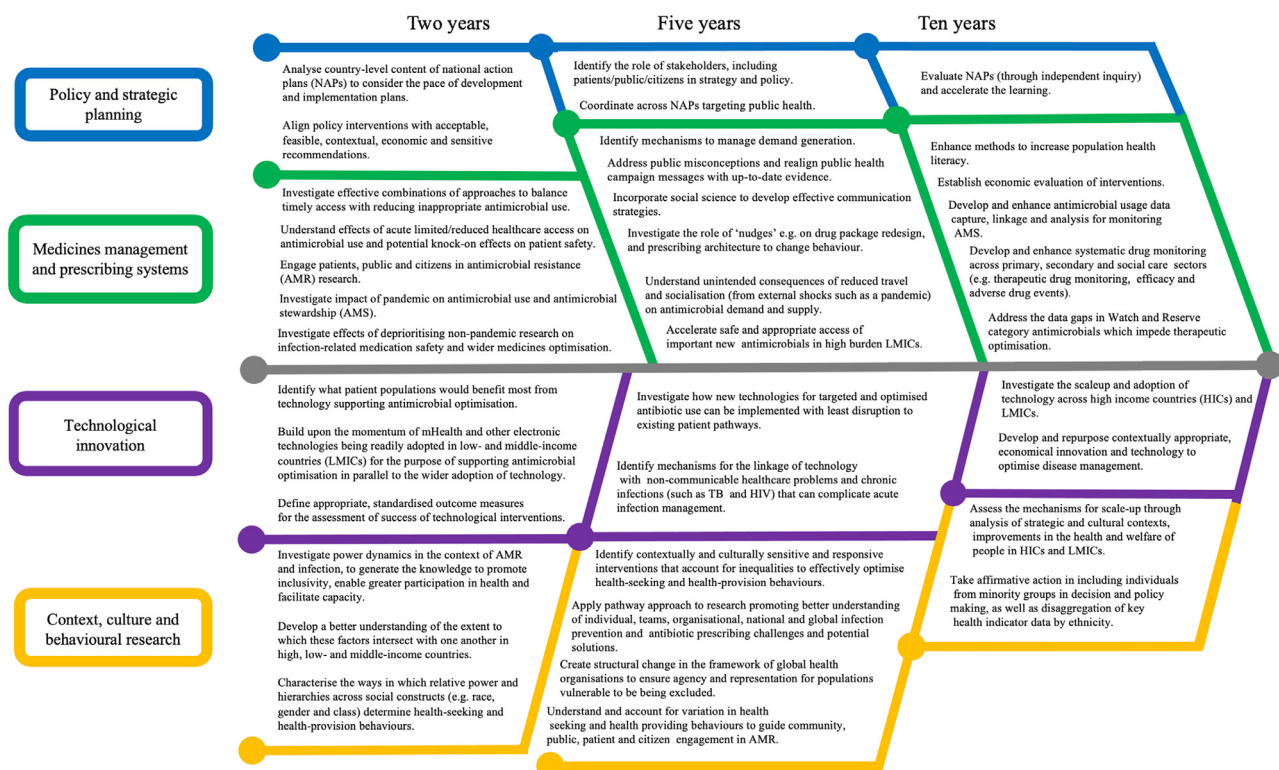 Two years
Five years
Ten years
Policy and strategic
planning
Analyse country-level content of national action
plans (NAPs) to consider the pace of development
and implementation plans.
Align policy interventions with acceptable,
feasible, contextual, economic and sensitive
recommendations.
Identify the role of stakeholders, including
patients/public/citizens in strategy and policy.
Coordinate across NAPs targeting public health.
Evaluate NAPs (through independent inquiry)
and accelerate the learning.
Medicines management
and prescribing systems
Investigate effective combinations of approaches to balance
timely access with reducing inappropriate antimicrobial use.
Understand effects of acute limited/reduced healthcare access on
antimicrobial use and potential knock-on effects on patient safety.
Engage patients, public and citizens in antimicrobial resistance
(AMR) research.
Investigate impact of pandemic on antimicrobial use and antimicrobial
stewardship (AMS).
Investigate effects of deprioritising non-pandemic research on
infection-related medication safety and wider medicines optimisation.
Identify mechanisms to manage demand generation.
Address public misconceptions and realign public health
campaign messages with up-to-date evidence.
Incorporate social science to develop effective communication
strategies.
Investigate the role of ‘nudges’ e.g. on drug package redesign,
and prescribing architecture to change behaviour.
Understand unintended consequences of reduced travel
and socialisation (from external shocks such as a pandemic)
on antimicrobial demand and supply.
Accelerate safe and appropriate access of
important new antimicrobials in high burden LMICs.
Enhance methods to increase population health
literacy.
Establish economic evaluation of interventions.
Develop and enhance antimicrobial usage data
capture, linkage and analysis for monitoring
AMS.
Develop and enhance systematic drug monitoring
across primary, secondary and social care sectors
(e.g. therapeutic drug monitoring, efficacy and
adverse drug events).
Address the data gaps in Watch and Reserve
category antimicrobials which impede therapeutic
optimisation.
Technological
innovation
Identify what patient populations would benefit most from
technology supporting antimicrobial optimisation.
Build upon the momentum of mHealth and other electronic
technologies being readily adopted in low- and middle-income
countries (LMICs) for the purpose of supporting antimicrobial
optimisation in parallel to the wider adoption of technology.
Define appropriate, standardised outcome measures
for the assessment of success of technological interventions.
Investigate how new technologies for targeted and optimised
antibiotic use can be implemented with least disruption to
existing patient pathways.
Identify mechanisms for the linkage of technology
with non-communicable healthcare problems and chronic
infections (such as TB and HIV) that can complicate acute
infection management.
Investigate the scaleup and adoption of
technology across high income countries (HICs) and
LMICs.
Develop and repurpose contextually appropriate,
economical innovation and technology to
optimise disease management.
Context, culture and
behavioural research
Investigate power dynamics in the context of AMR
and infection, to generate the knowledge to promote
inclusivity, enable greater participation in health and
facilitate capacity.
Develop a better understanding of the extent to
which these factors intersect with one another in
high, low- and middle-income countries.
Characterise the ways in which relative power and
hierarchies across social constructs (e.g. race,
gender and class) determine health-seeking and
health-provision behaviours.
Identify contextually and culturally sensitive and responsive
interventions that account for inequalities to effectively optimise
health-seeking and health-provision behaviours.
Apply pathway approach to research promoting better understanding
of individual, teams, organisational, national and global infection
prevention and antibiotic prescribing challenges and potential
solutions.
Create structural change in the framework of global health
organisations to ensure agency and representation for populations
vulnerable to be being excluded.
Understand and account for variation in health
seeking and health providing behaviours to guide community,
public, patient and citizen engagement in AMR.
Assess the mechanisms for scale-up through
analysis of strategic and cultural contexts,
improvements in the health and welfare of
people in HICs and LMICs.
Take affirmative action in including individuals
from minority groups in decision and policy
making, as well as disaggregation of key
health indicator data by ethnicity.